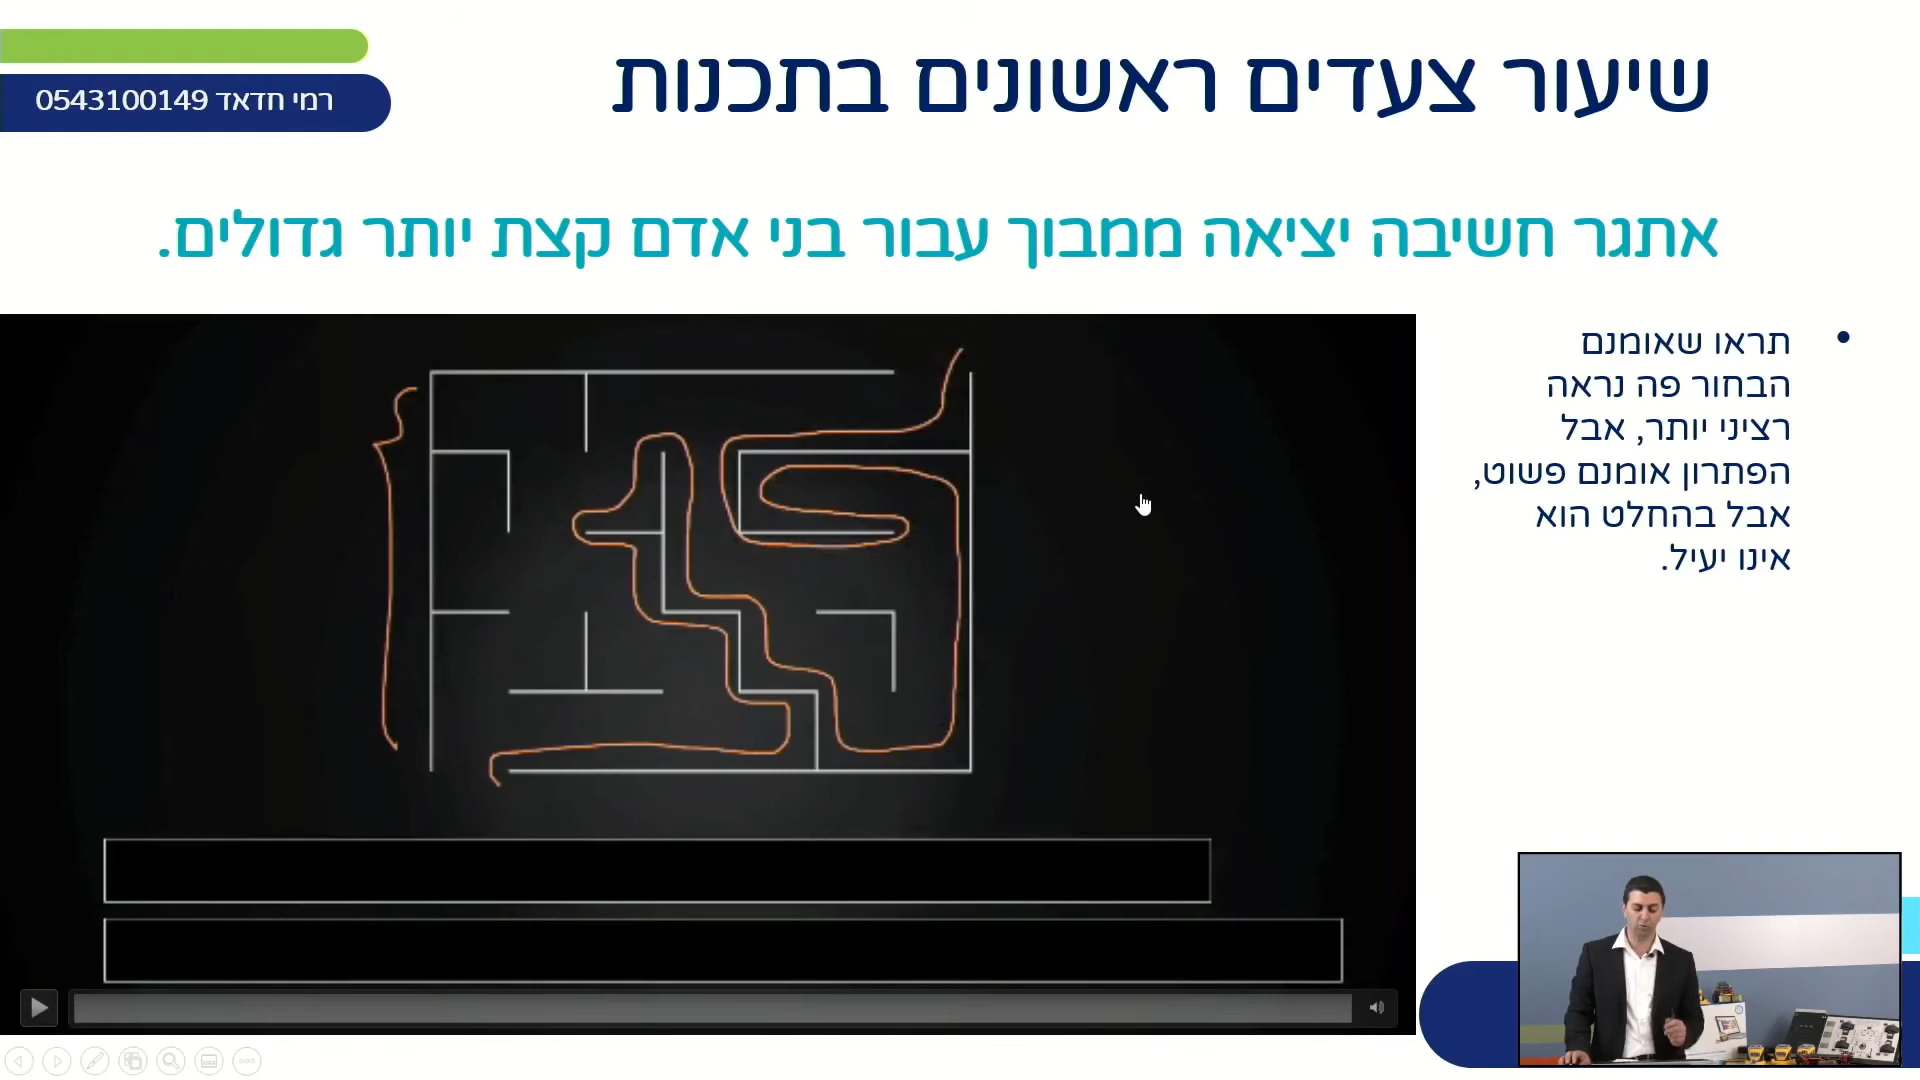 שיעור צעדים ראשונים בתכנות
רמי חדאד 0543100149
אתגר חשיבה יציאה ממבוך עבור בני אדם קצת יותר גדולים.
• תראו שאומנם
הבחור פה נראה
רציני יותר, אבל
הפתרון אומנם פשוט,
אבל בהחלט הוא
אינו יעיל.